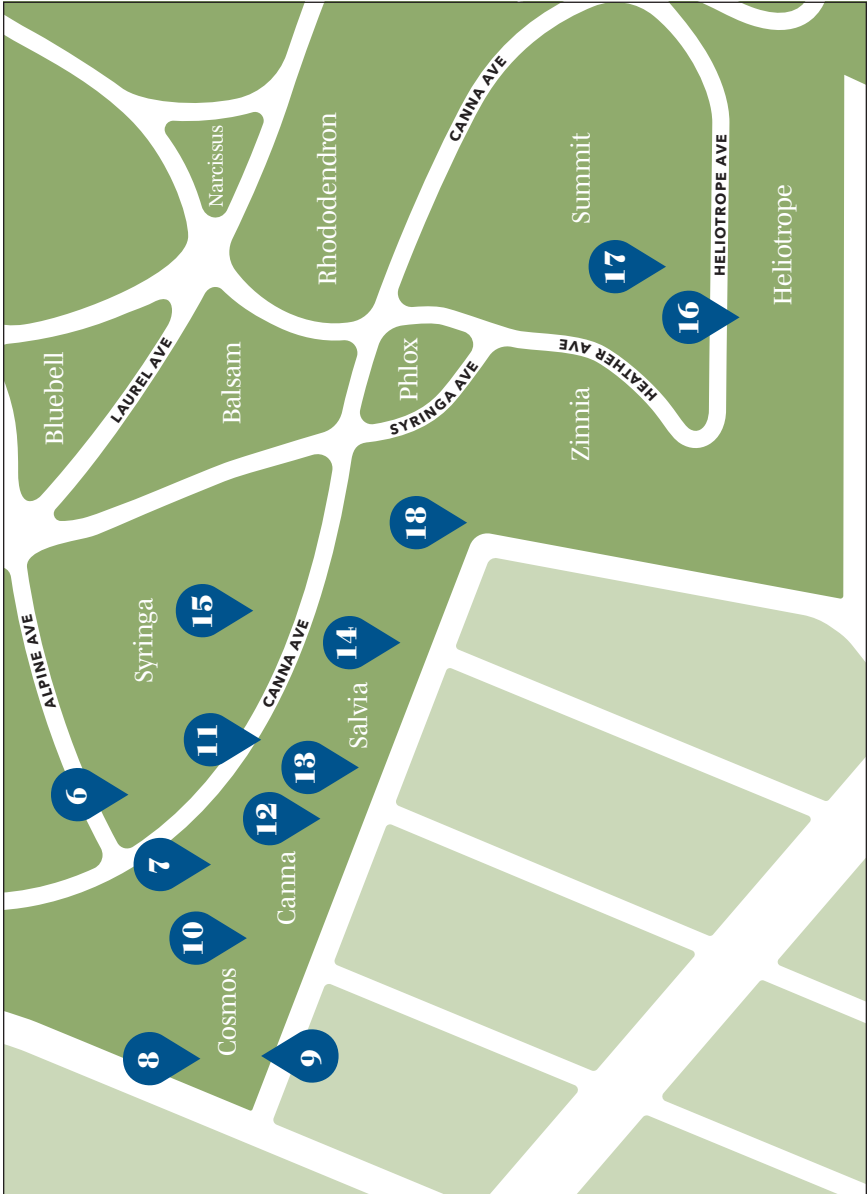 ALPINE AVE
Bluebell
6
LAUREL AVE
Syringa
8
7
10
15
11
Narcissus
Cosmos
Balsam
12
Canna
CANNA AVE
13
9
Rhododendron
14
Salvia
Phlox
18
SYRINGA AVE
CANNA AVE
Zinnia
Summit
HEATHER AVE
17
16
HELIOTROPE AVE
Heliotrope